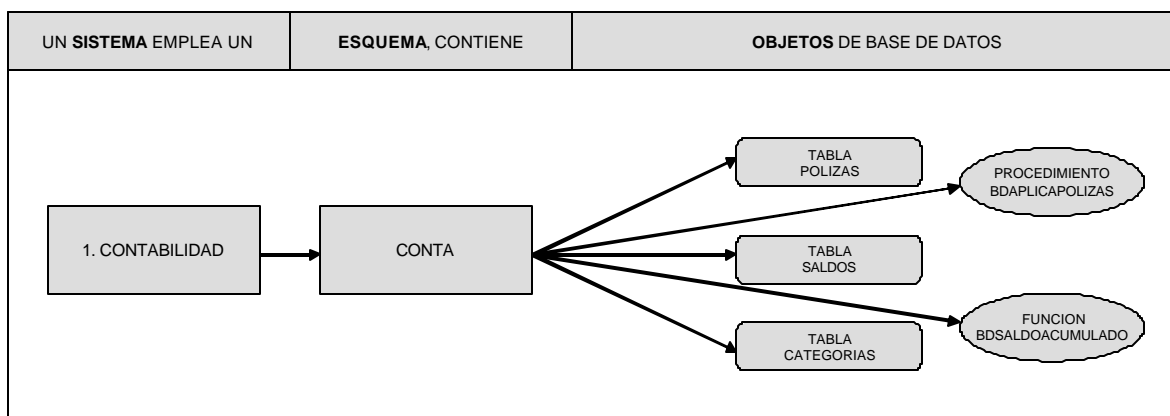 UN SISTEMA EMPLEA UN
ESQUEMA, CONTIENE
OBJETOS DE BASE DE DATOS
1. CONTABILIDAD
CONTA
TABLA
POLIZAS
PROCEDIMIENTO
BDAPLICAPOLIZAS
TABLA
SALDOS
FUNCION
BDSALDOACUMULADO
TABLA
CATEGORIAS